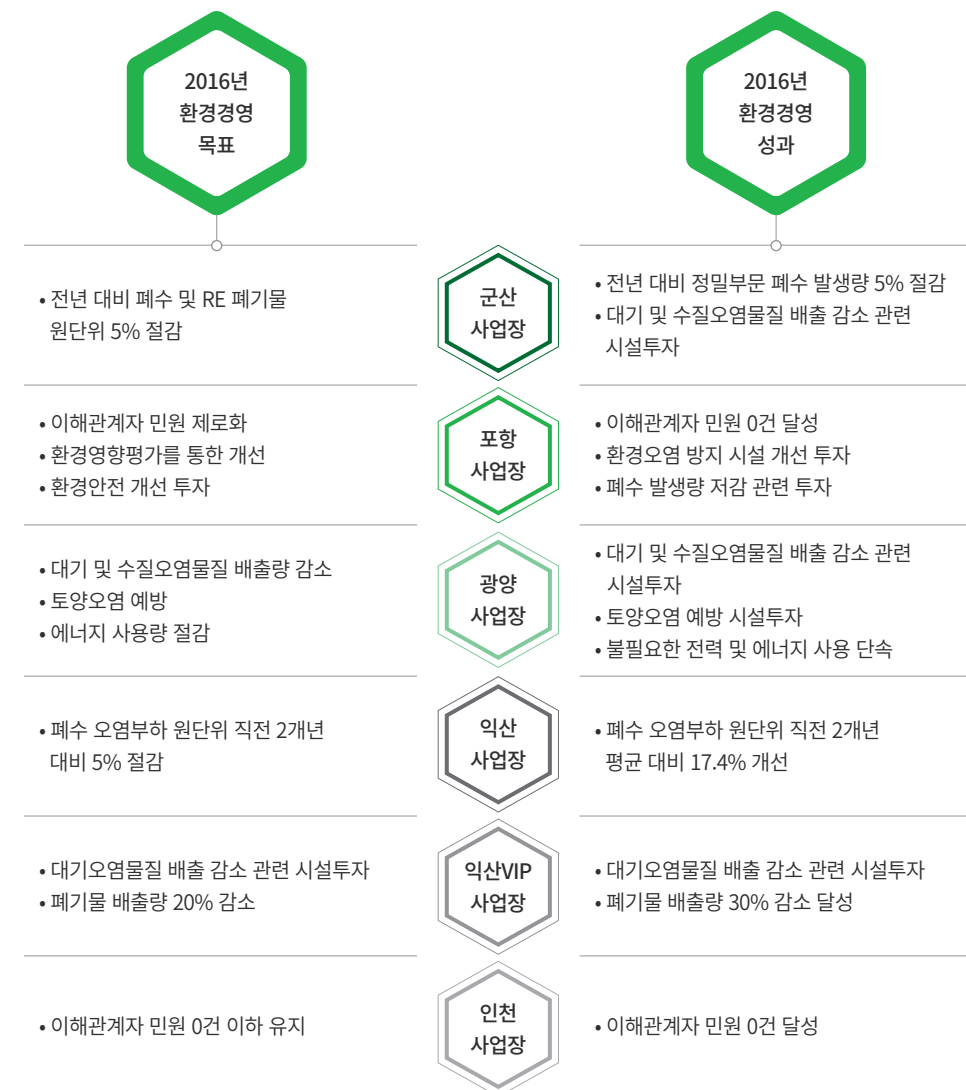 2016년
환경경영
목표
2016년
환경경영
성과
• 전년 대비 폐수 및 RE 폐기물
원단위 5% 절감
군산
사업장
• 전년 대비 정밀부문 폐수 발생량 5% 절감
• 대기 및 수질오염물질 배출 감소 관련
시설투자
• 이해관계자 민원 제로화
• 환경영향평가를 통한 개선
• 환경안전 개선 투자
포항
사업장
• 이해관계자 민원 0건 달성
• 환경오염 방지 시설 개선 투자
• 폐수 발생량 저감 관련 투자
• 대기 및 수질오염물질 배출량 감소
• 토양오염 예방
• 에너지 사용량 절감
광양
사업장
• 대기 및 수질오염물질 배출 감소 관련
시설투자
• 토양오염 예방 시설투자
• 불필요한 전력 및 에너지 사용 단속
• 폐수 오염부하 원단위 직전 2개년
대비 5% 절감
익산
사업장
• 폐수 오염부하 원단위 직전 2개년
평균 대비 17.4% 개선
• 대기오염물질 배출 감소 관련 시설투자
• 폐기물 배출량 20% 감소
익산VIP
사업장
• 대기오염물질 배출 감소 관련 시설투자
• 폐기물 배출량 30% 감소 달성
• 이해관계자 민원 0건 이하 유지
인천
사업장
• 이해관계자 민원 0건 달성